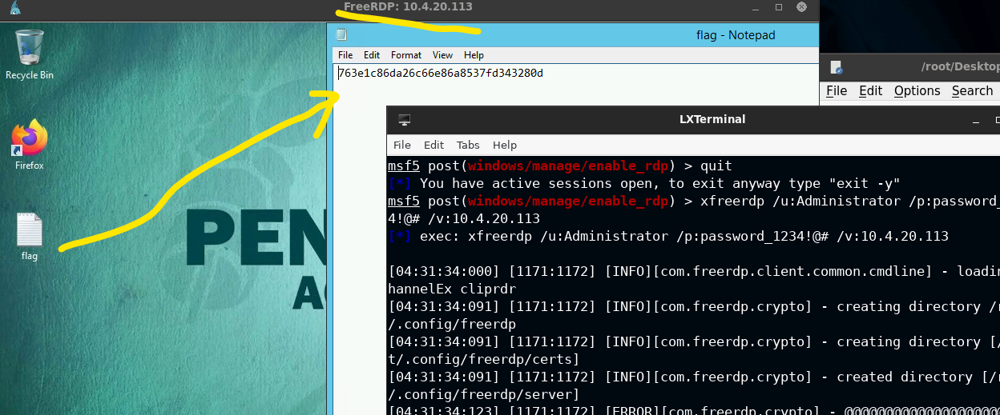 FreeRDP: 10.4.20.113
flag - Notepad
File Edit Format View Help
763e1c86da26c66e86a8537fd343280d
Recycle Bin
Firefox
flag
PEN
/root/Desktop
File Edit Options Search
LXTerminal
File Edit Tabs Help
msf5 post(windows/manage/enable_rdp) > quit
[*] You have active sessions open, to exit anyway type "exit -y"
msf5 post(windows/manage/enable_rdp) > xfreerdp /u:Administrator /p:password_
4!@# /v:10.4.20.113
[*] exec: xfreerdp /u:Administrator /p:password_1234!@# /v:10.4.20.113
[04:31:34:000] [1171:1172] [INFO][com.freerdp.client.common.cmdline] - loadin
hannelEx cliprdr
[04:31:34:091] [1171:1172] [INFO][com.freerdp.crypto] - creating directory /r
/.config/freerdp
[04:31:34:091] [1171:1172] [INFO][com.freerdp.crypto] - creating directory [/
t/.config/freerdp/certs]
[04:31:34:091] [1171:1172] [INFO][com.freerdp.crypto] - created directory [/r
/.config/freerdp/server]
[04:31:34:123] [1171:1172] [ERROR][com.freerdp.crypto] - @@@@@@@@@@@@@@@@@@@@